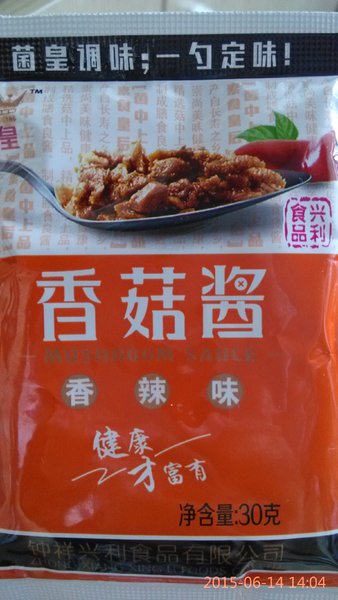 菌皇调味;一勺定味!
TM
皇
兴利食品
香菇酱
MUSHROOM SAUCE
香辣味
健康
才富有
净含量:30克
钟祥兴利食品有限公司
2015-06-14 14:04